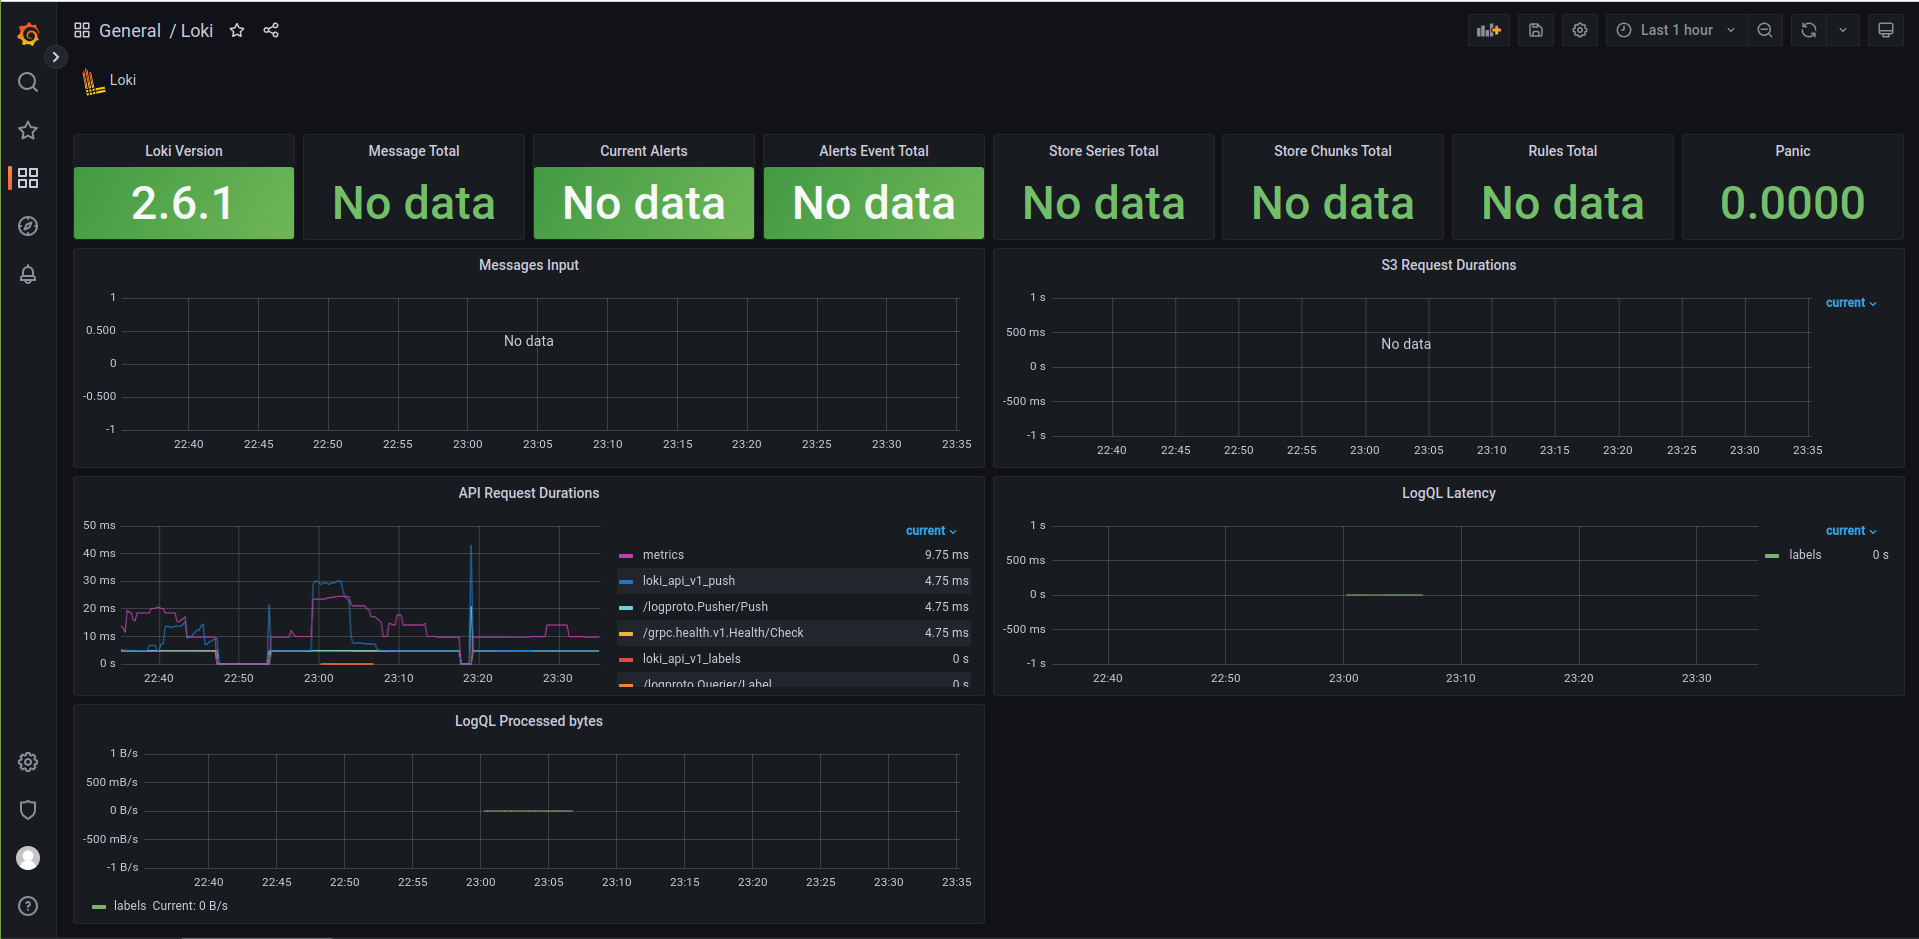 General / Loki
Last 1 hour
Loki
Loki Version
2.6.1
Message Total
No data
Current Alerts
No data
Alerts Event Total
No data
Store Series Total
No data
Store Chunks Total
No data
Rules Total
No data
Panic
0.0000
Messages Input
1
0.500
0
-0.500
-1
No data
22:40 22:45 22:50 22:55 23:00 23:05 23:10 23:15 23:20 23:25 23:30 23:35
S3 Request Durations
1 s
500 ms
0 s
-500 ms
-1 s
No data
22:40 22:45 22:50 22:55 23:00 23:05 23:10 23:15 23:20 23:25 23:30 23:35
current
API Request Durations
50 ms
40 ms
30 ms
20 ms
10 ms
0 s
22:40 22:50 23:00 23:10 23:20 23:30
current
metrics 9.75 ms
loki_api_v1_push 4.75 ms
/logproto.Pusher/Push 4.75 ms
/grpc.health.v1.Health/Check 4.75 ms
loki_api_v1_labels 0 s
/logproto.Querier/Label 0 s
LogQL Latency
1 s
500 ms
0 s
-500 ms
-1 s
22:40 22:50 23:00 23:10 23:20 23:30
current
labels 0 s
LogQL Processed bytes
1 B/s
500 mB/s
0 B/s
-500 mB/s
-1 B/s
22:40 22:45 22:50 22:55 23:00 23:05 23:10 23:15 23:20 23:25 23:30 23:35
labels Current: 0 B/s